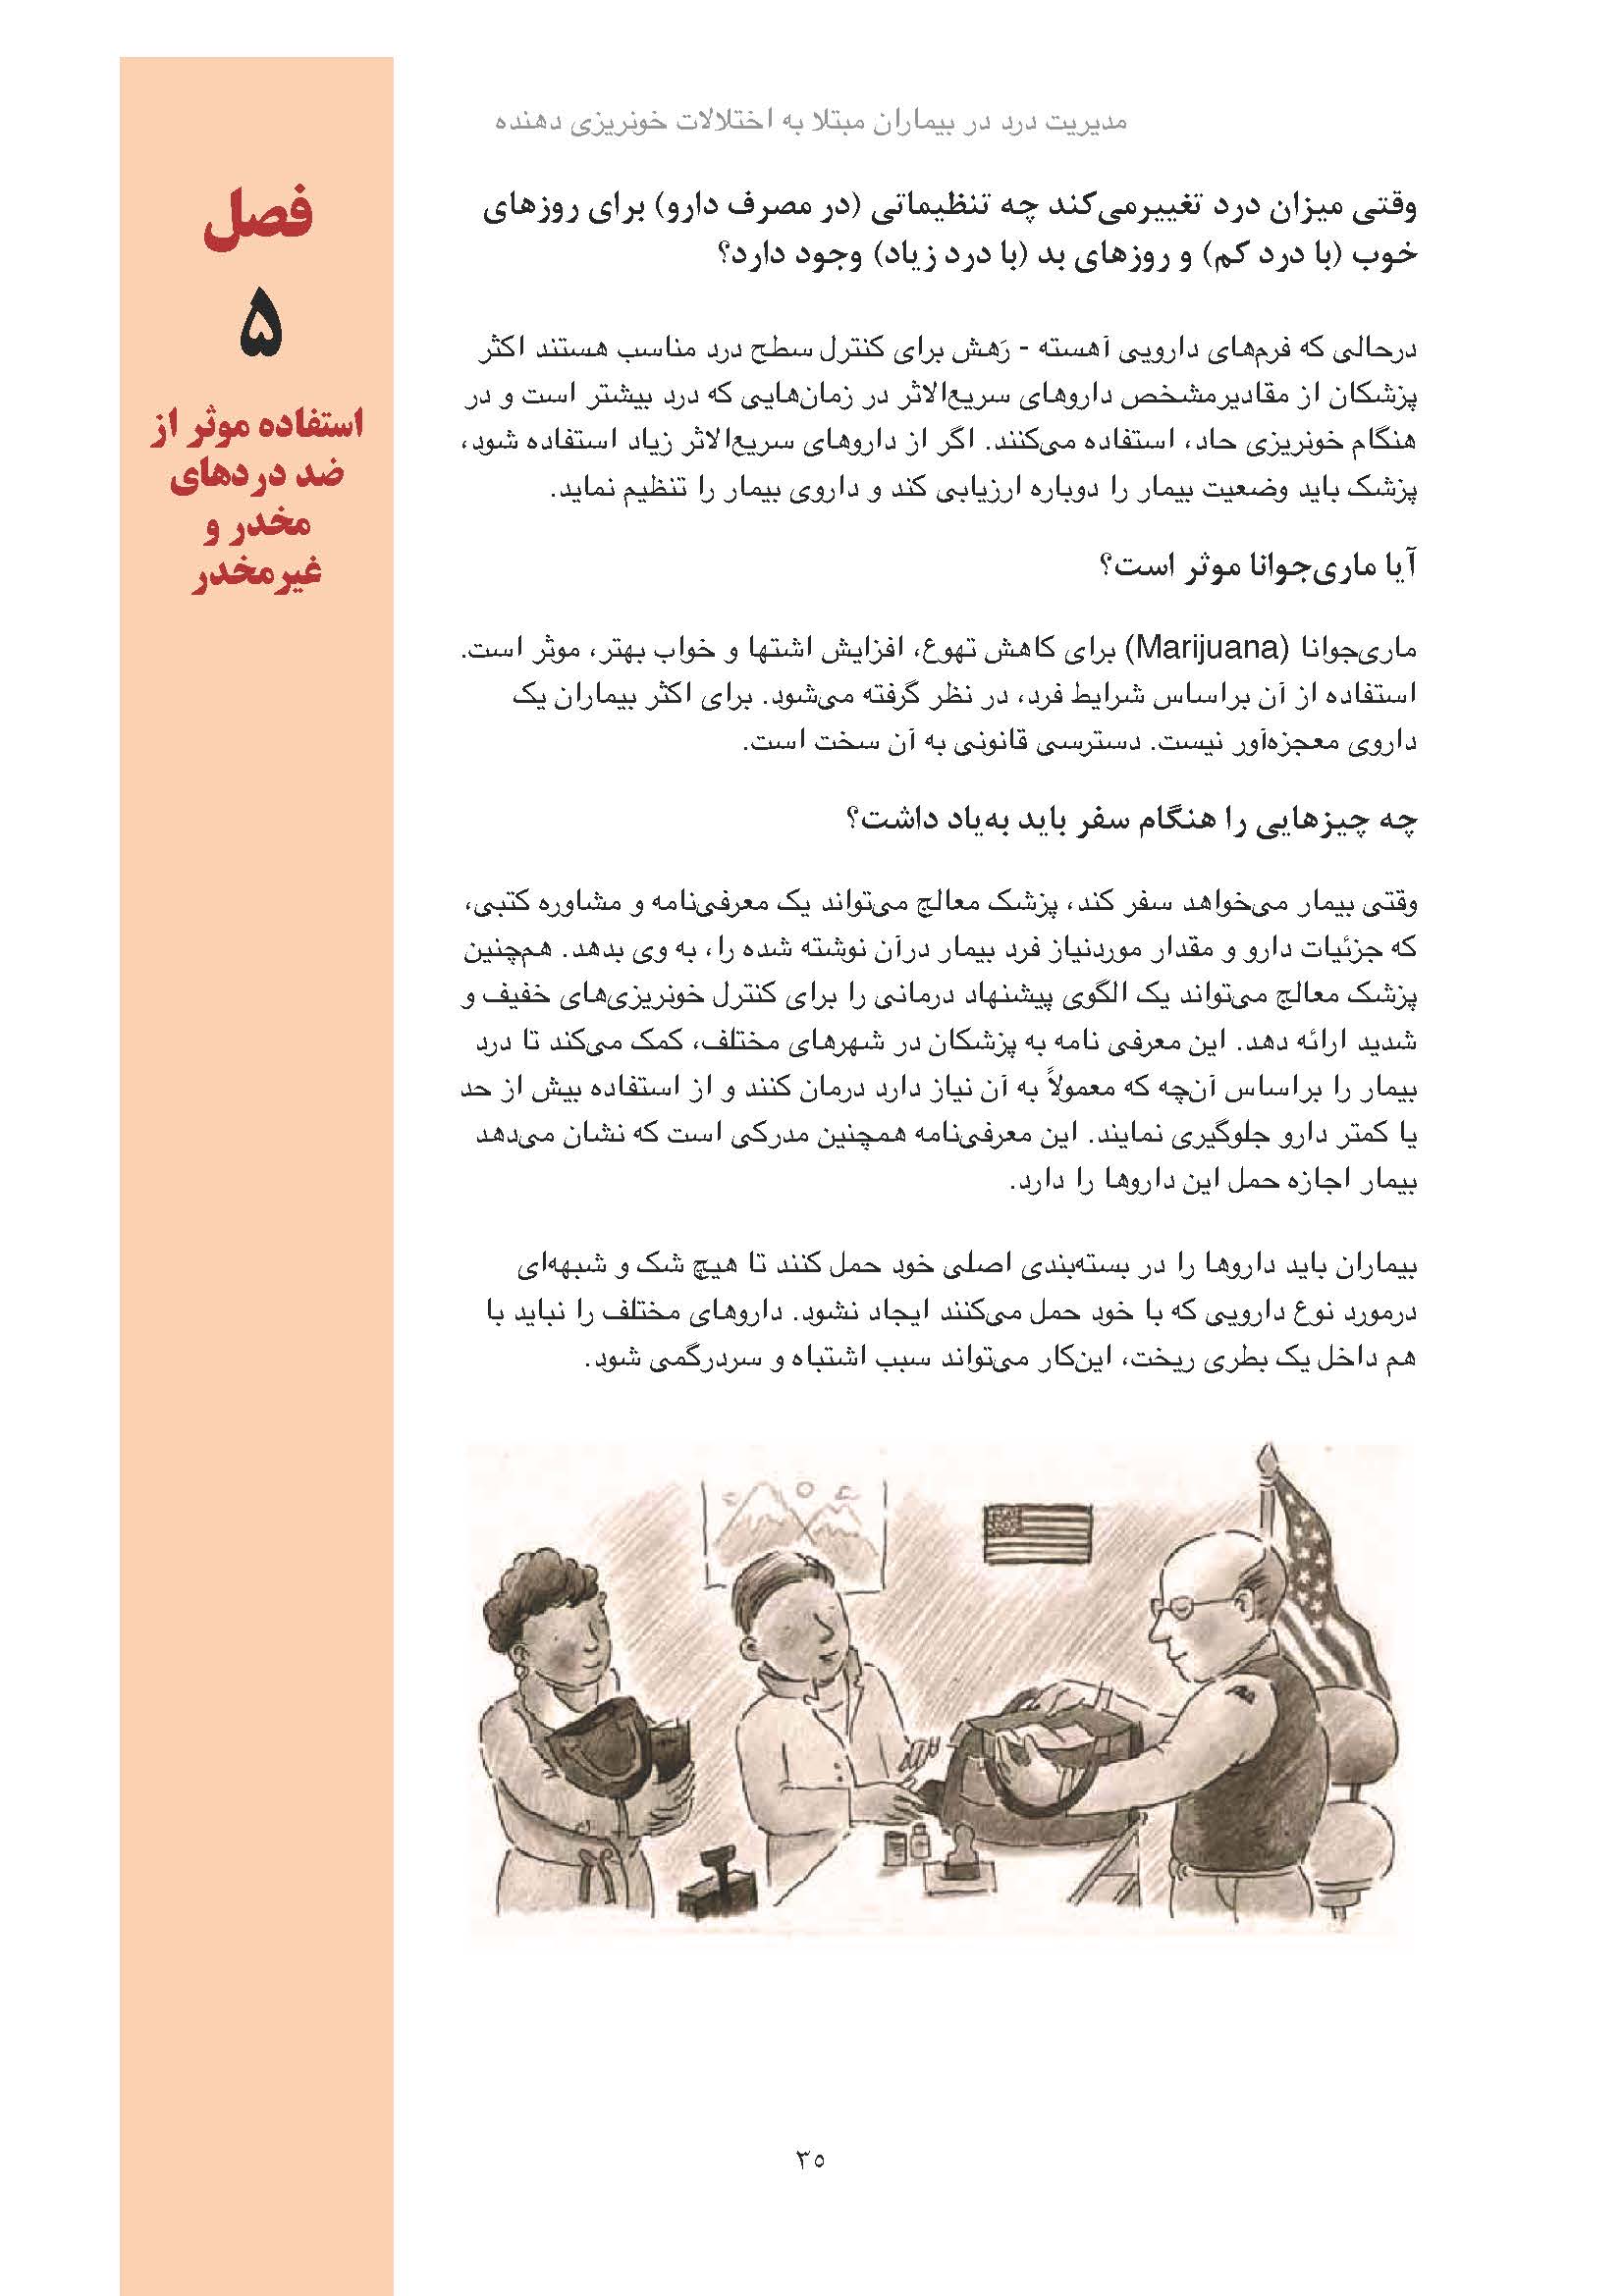 مدیریت درد در بیماران مبتلا به اختلالات خونریزی دهنده
فصل
۵
استفاده موثر از
ضد دردهای
مخدر و
غیرمخدر
وقتی میزان درد تغییرمی‌کند چه تنظیماتی (در مصرف دارو) برای روزهای
خوب (با درد کم) و روزهای بد (با درد زیاد) وجود دارد؟
درحالی که فرم‌های دارویی آهسته - رَهش برای کنترل سطح درد مناسب هستند اکثر
پزشکان از مقادیرمشخص داروهای سریع‌الاثر در زمان‌هایی که درد بیشتر است و در
هنگام خونریزی حاد، استفاده می‌کنند. اگر از داروهای سریع‌الاثر زیاد استفاده شود،
پزشک باید وضعیت بیمار را دوباره ارزیابی کند و داروی بیمار را تنظیم نماید.
آیا ماری‌جوانا موثر است؟
ماری‌جوانا (Marijuana) برای کاهش تهوع، افزایش اشتها و خواب بهتر، موثر است.
استفاده از آن براساس شرایط فرد، در نظر گرفته می‌شود. برای اکثر بیماران یک
داروی معجزه‌آور نیست. دسترسی قانونی به آن سخت است.
چه چیزهایی را هنگام سفر باید به‌یاد داشت؟
وقتی بیمار می‌خواهد سفر کند، پزشک معالج می‌تواند یک معرفی‌نامه و مشاوره کتبی،
که جزئیات دارو و مقدار موردنیاز فرد بیمار درآن نوشته شده را، به وی بدهد. هم‌چنین
پزشک معالج می‌تواند یک الگوی پیشنهاد درمانی را برای کنترل خونریزی‌های خفیف و
شدید ارائه دهد. این معرفی نامه به پزشکان در شهرهای مختلف، کمک می‌کند تا درد
بیمار را براساس آن‌چه که معمولاً به آن نیاز دارد درمان کنند و از استفاده بیش از حد
یا کمتر دارو جلوگیری نمایند. این معرفی‌نامه همچنین مدرکی است که نشان می‌دهد
بیمار اجازه حمل این داروها را دارد.
بیماران باید داروها را در بسته‌بندی اصلی خود حمل کنند تا هیچ شک و شبهه‌ای
درمورد نوع دارویی که با خود حمل می‌کنند ایجاد نشود. داروهای مختلف را نباید با
هم داخل یک بطری ریخت، این‌کار می‌تواند سبب اشتباه و سردرگمی شود.
۳۵